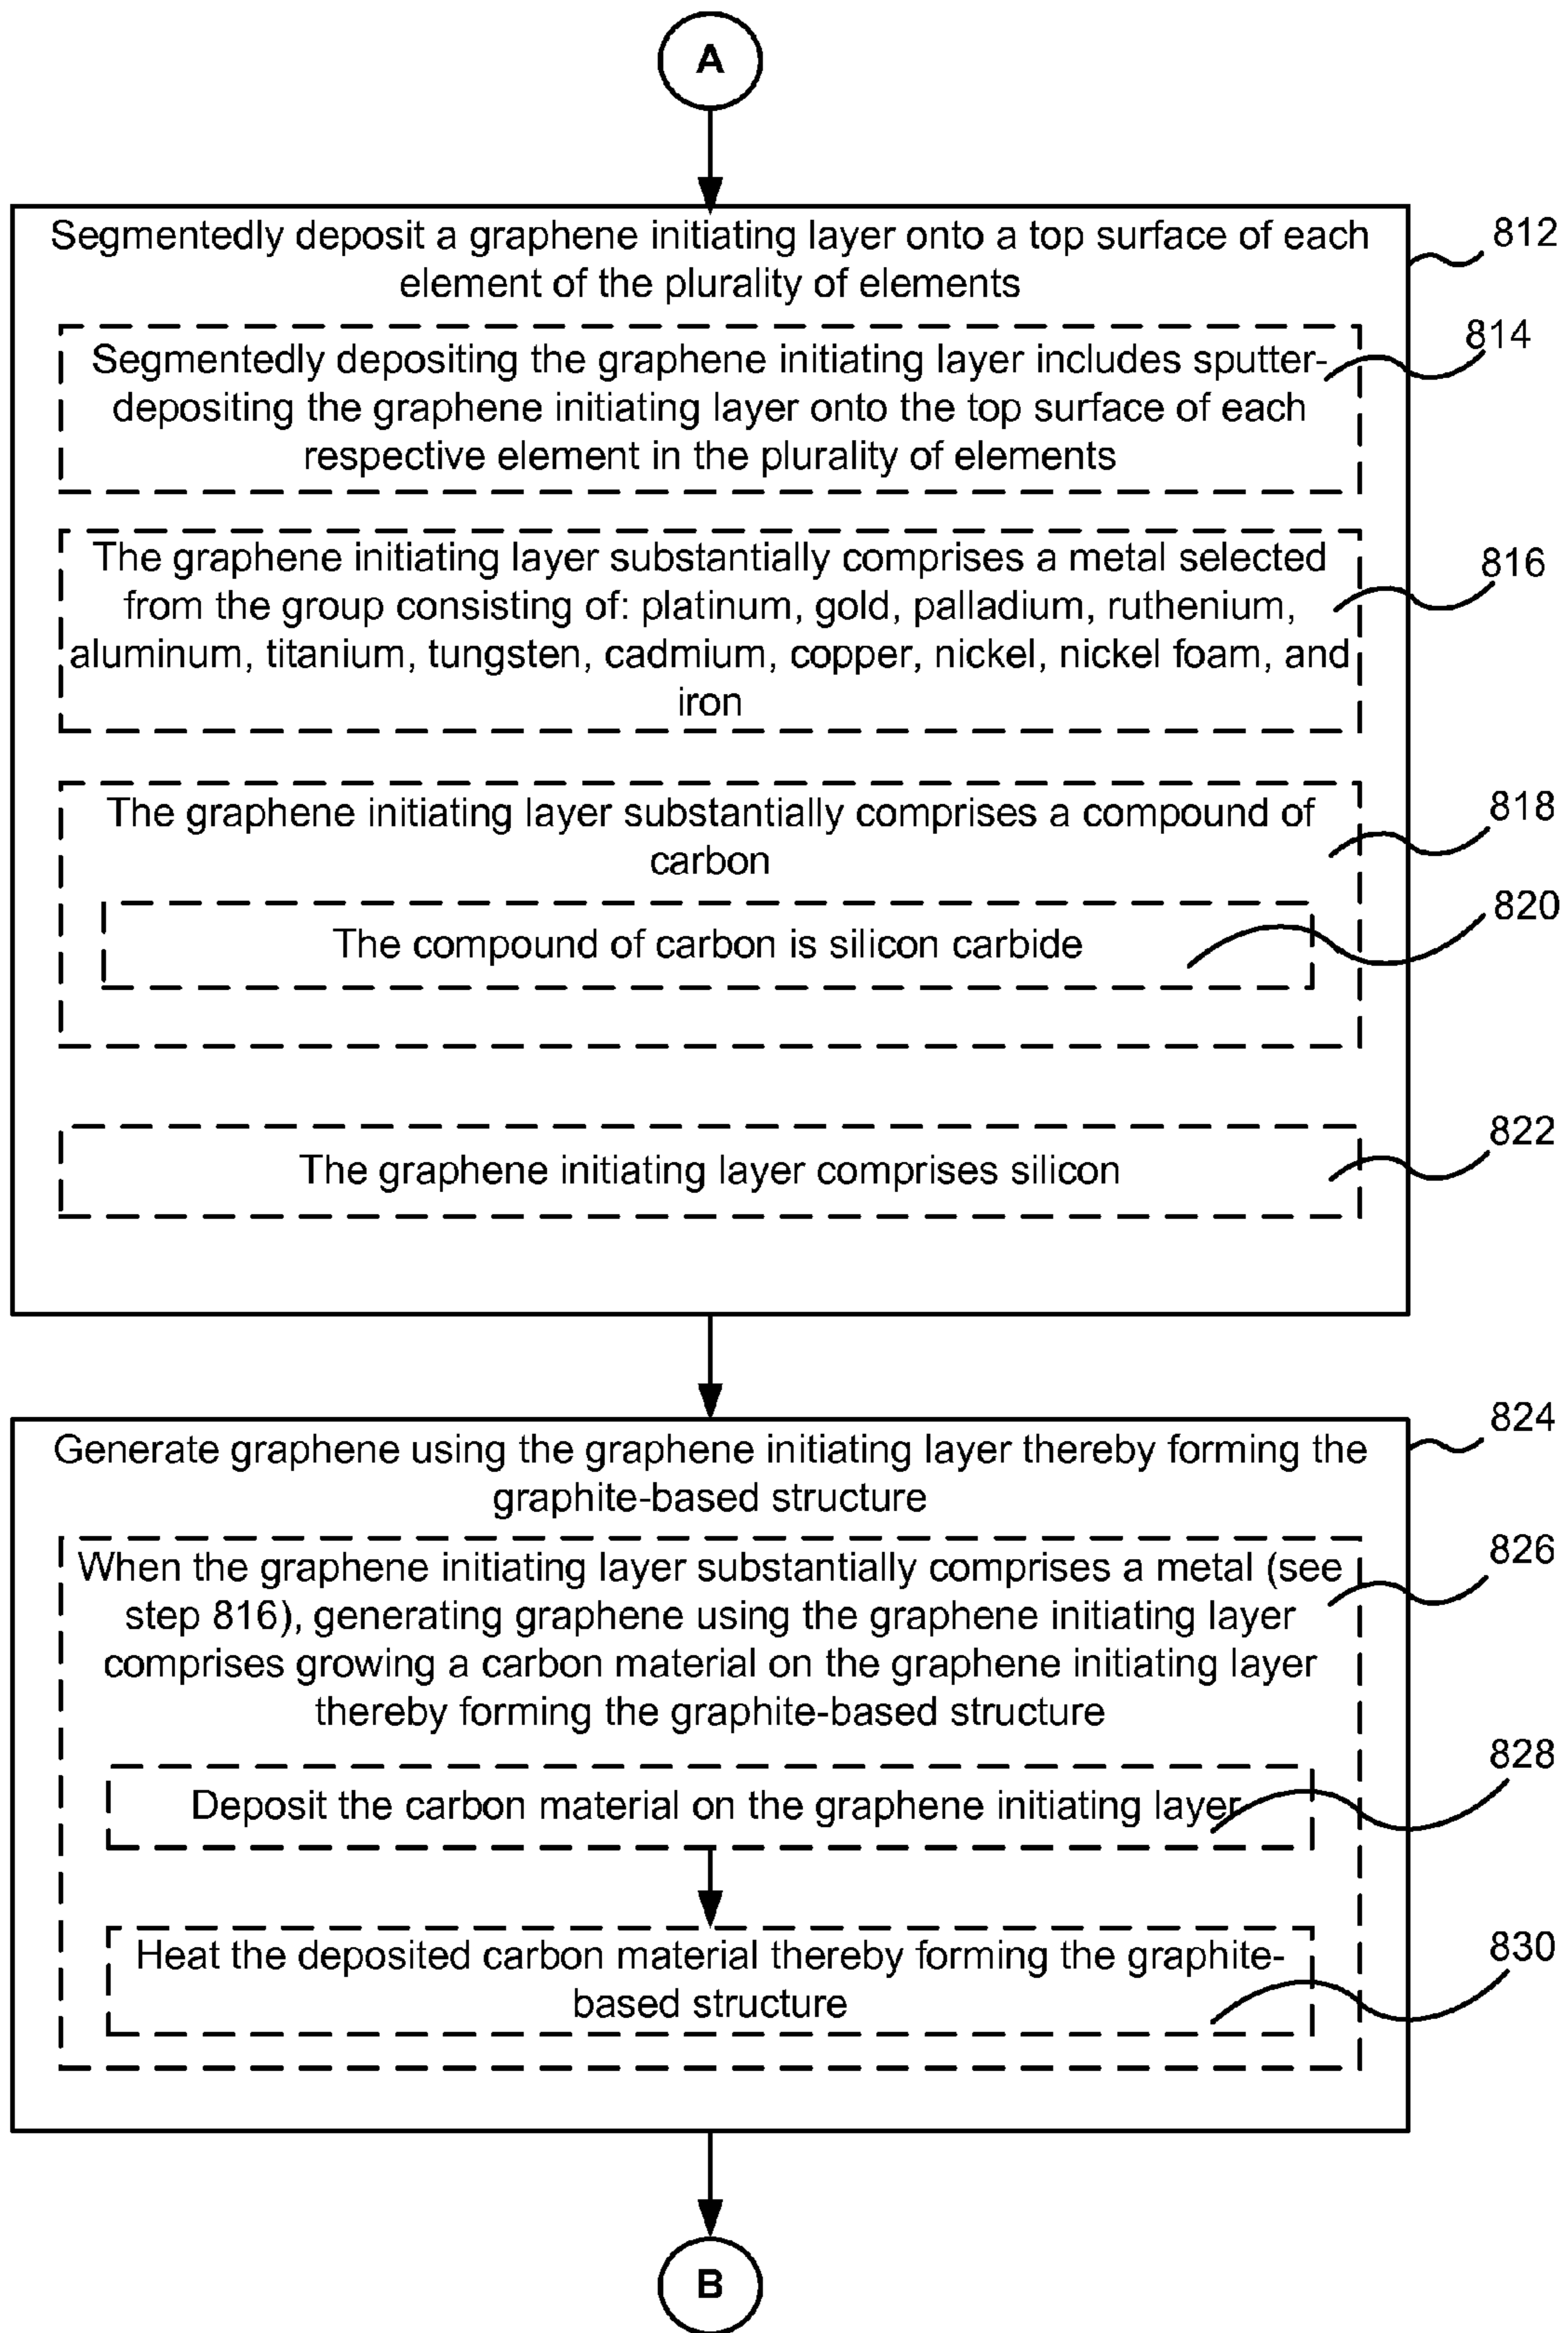 A
Segmentedly deposit a graphene initiating layer onto a top surface of each
element of the plurality of elements
812
Segmentedly depositing the graphene initiating layer includes sputter-
depositing the graphene initiating layer onto the top surface of each
respective element in the plurality of elements
814
The graphene initiating layer substantially comprises a metal selected
from the group consisting of: platinum, gold, palladium, ruthenium,
aluminum, titanium, tungsten, cadmium, copper, nickel, nickel foam, and
iron
816
The graphene initiating layer substantially comprises a compound of
carbon
818
The compound of carbon is silicon carbide
820
The graphene initiating layer comprises silicon
822
Generate graphene using the graphene initiating layer thereby forming the
graphite-based structure
824
When the graphene initiating layer substantially comprises a metal (see
step 816), generating graphene using the graphene initiating layer
comprises growing a carbon material on the graphene initiating layer
thereby forming the graphite-based structure
826
Deposit the carbon material on the graphene initiating layer
828
Heat the deposited carbon material thereby forming the graphite-
based structure
830
B